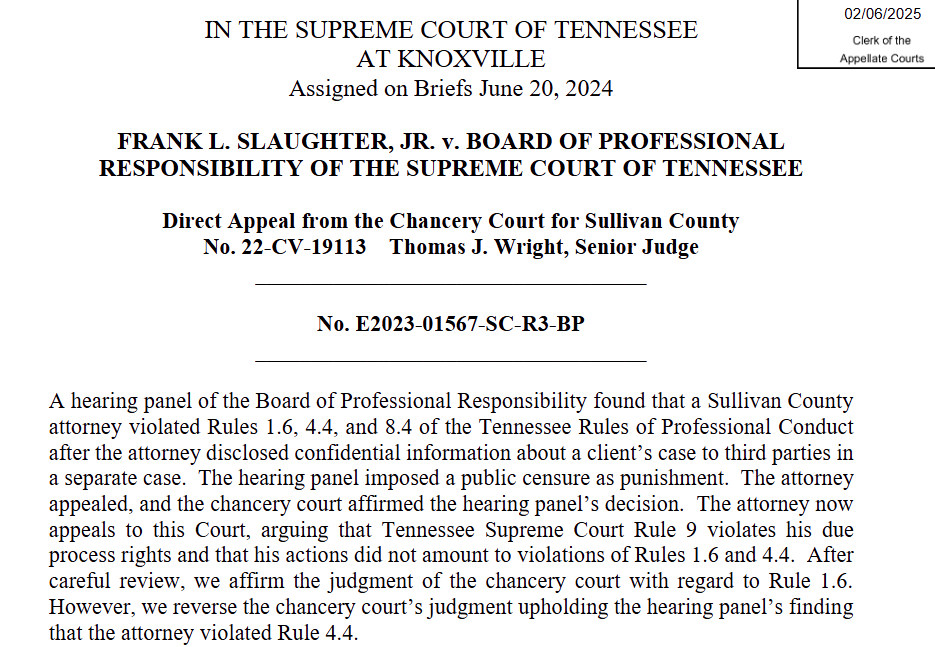 02/06/2025
Clerk of the
Appellate Courts
IN THE SUPREME COURT OF TENNESSEE
AT KNOXVILLE
Assigned on Briefs June 20, 2024
FRANK L. SLAUGHTER, JR. v. BOARD OF PROFESSIONAL
RESPONSIBILITY OF THE SUPREME COURT OF TENNESSEE
Direct Appeal from the Chancery Court for Sullivan County
No. 22-CV-19113 Thomas J. Wright, Senior Judge
No. E2023-01567-SC-R3-BP
A hearing panel of the Board of Professional Responsibility found that a Sullivan County
attorney violated Rules 1.6, 4.4, and 8.4 of the Tennessee Rules of Professional Conduct
after the attorney disclosed confidential information about a client's case to third parties in
a separate case. The hearing panel imposed a public censure as punishment. The attorney
appealed, and the chancery court affirmed the hearing panel's decision. The attorney now
appeals to this Court, arguing that Tennessee Supreme Court Rule 9 violates his due
process rights and that his actions did not amount to violations of Rules 1.6 and 4.4. After
careful review, we affirm the judgment of the chancery court with regard to Rule 1.6.
However, we reverse the chancery court's judgment upholding the hearing panel's finding
that the attorney violated Rule 4.4.